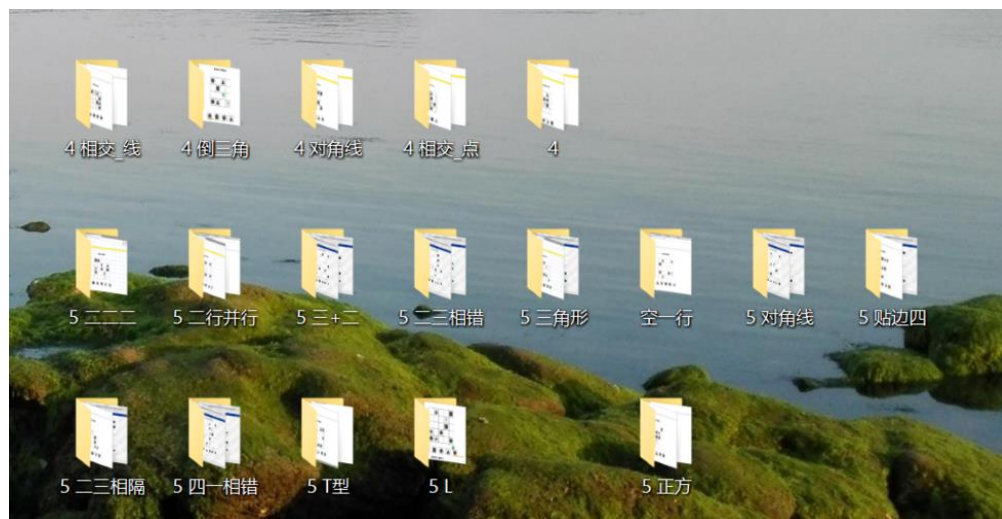 4 相交_线 4 倒三角 4 对角线 4 相交_点 4
5 二二二 5 二行并行 5 三+二 5 二三相错 5 三角形 空一行 5 对角线 5 贴边四
5 二三相隔 5 四一相错 5 T型 5 L 5 正方